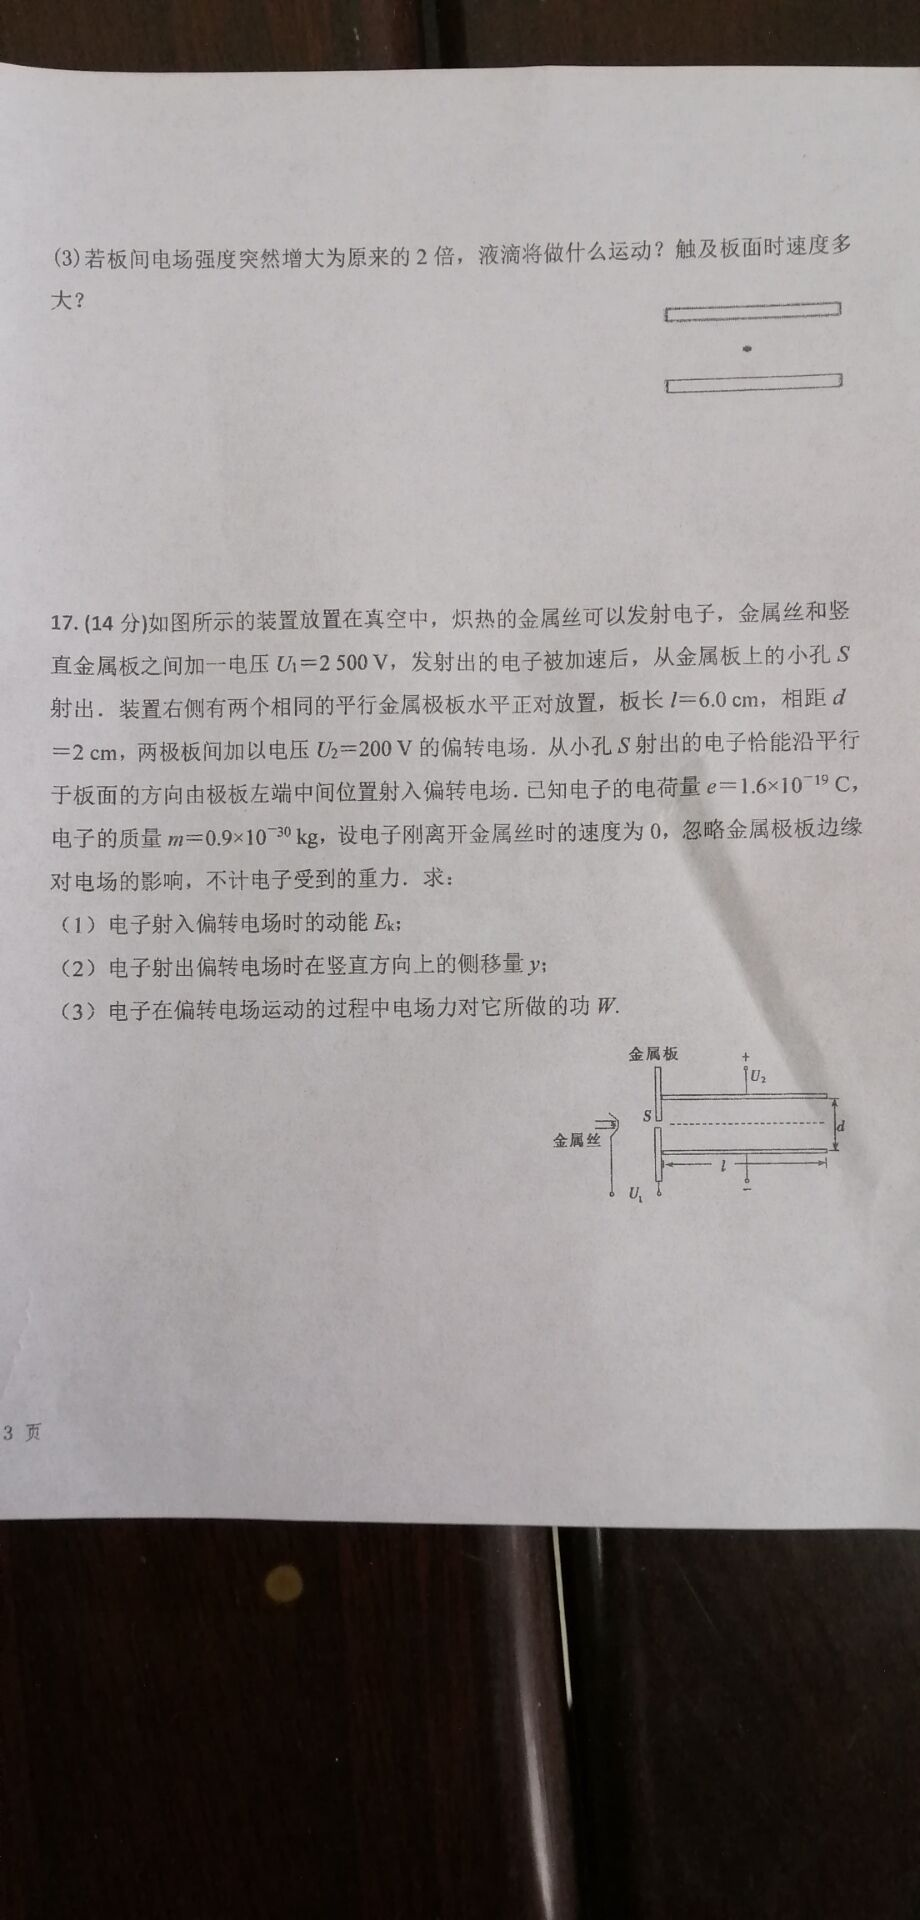 (3)若板间电场强度突然增大为原来的 2 倍，液滴将做什么运动？触及板面时速度多
大？
17. (14 分)如图所示的装置放置在真空中，炽热的金属丝可以发射电子，金属丝和竖
直金属板之间加一电压 U₁=2 500 V，发射出的电子被加速后，从金属板上的小孔 S
射出．装置右侧有两个相同的平行金属极板水平正对放置，板长 l=6.0 cm，相距 d
=2 cm，两极板间加以电压 U₂=200 V 的偏转电场．从小孔 S 射出的电子恰能沿平行
于板面的方向由极板左端中间位置射入偏转电场．已知电子的电荷量 e=1.6×10⁻¹⁹ C，
电子的质量 m=0.9×10⁻³⁰ kg，设电子刚离开金属丝时的速度为 0，忽略金属极板边缘
对电场的影响，不计电子受到的重力．求：
（1）电子射入偏转电场时的动能 Eₖ;
（2）电子射出偏转电场时在竖直方向上的侧移量 y;
（3）电子在偏转电场运动的过程中电场力对它所做的功 W.
金属板
+
U₂
S
d
金属丝
l
U₁
−
3 页